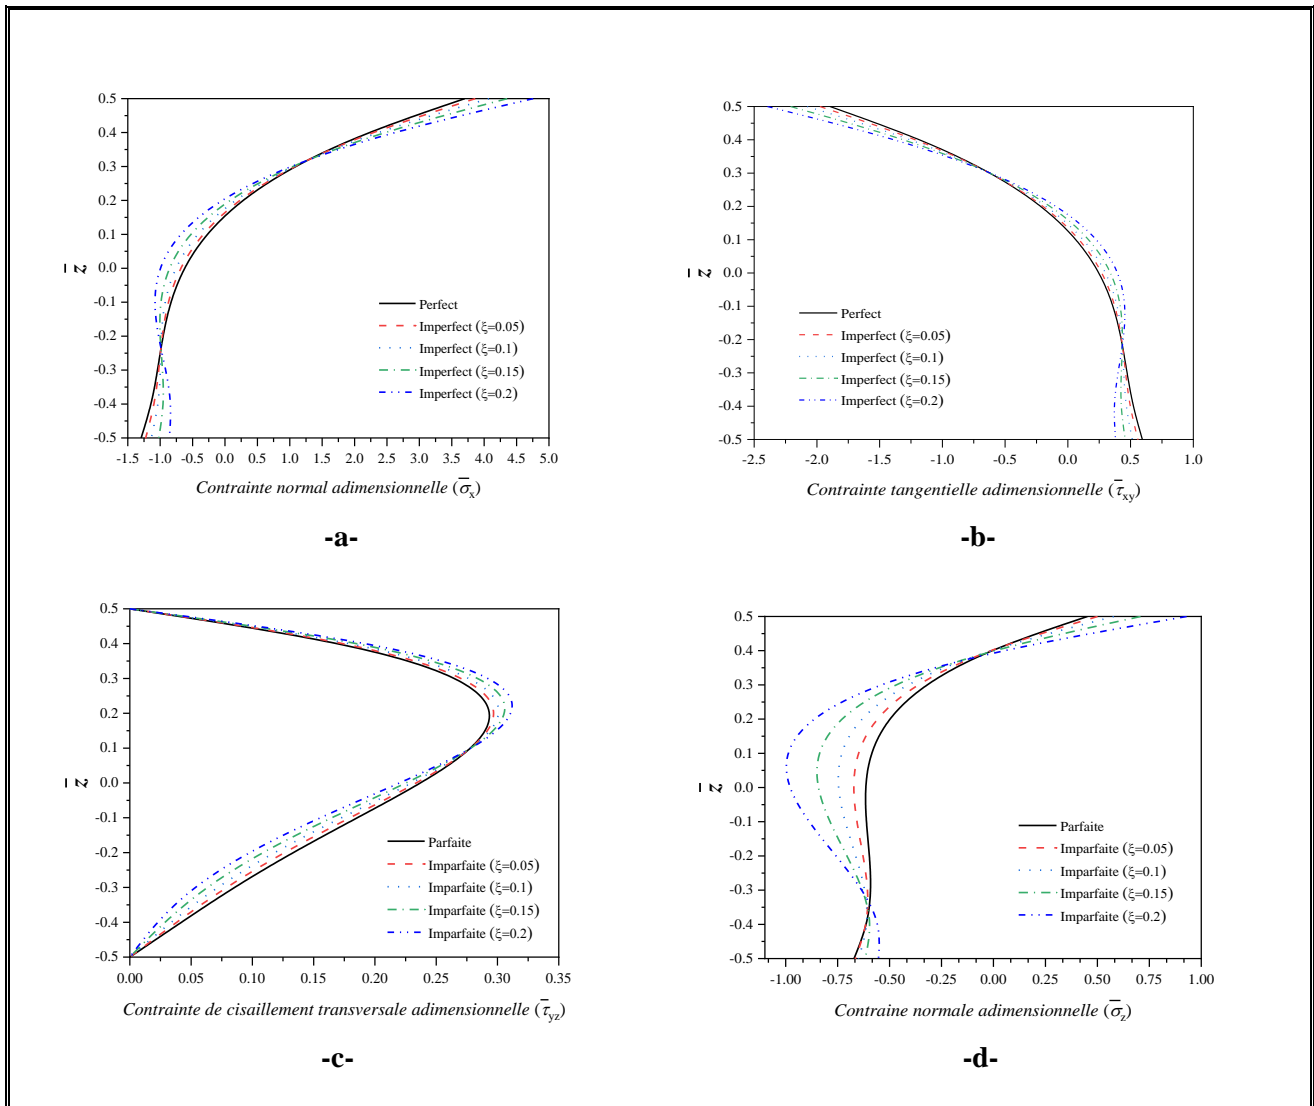 0.5
0.4
0.3
0.2
0.1
0.0
-0.1
-0.2
-0.3
-0.4
-0.5
z̅
Perfect
Imperfect (ξ=0.05)
Imperfect (ξ=0.1)
Imperfect (ξ=0.15)
Imperfect (ξ=0.2)
-1.5 -1.0 -0.5 0.0 0.5 1.0 1.5 2.0 2.5 3.0 3.5 4.0 4.5 5.0
Contrainte normal adimensionnelle (σ̅x)
-a-
0.5
0.4
0.3
0.2
0.1
0.0
-0.1
-0.2
-0.3
-0.4
-0.5
z̅
Perfect
Imperfect (ξ=0.05)
Imperfect (ξ=0.1)
Imperfect (ξ=0.15)
Imperfect (ξ=0.2)
-2.5 -2.0 -1.5 -1.0 -0.5 0.0 0.5 1.0
Contrainte tangentielle adimensionnelle (τ̅xy)
-b-
0.5
0.4
0.3
0.2
0.1
0.0
-0.1
-0.2
-0.3
-0.4
-0.5
z̅
Parfaite
Imparfaite (ξ=0.05)
Imparfaite (ξ=0.1)
Imparfaite (ξ=0.15)
Imparfaite (ξ=0.2)
0.00 0.05 0.10 0.15 0.20 0.25 0.30 0.35
Contrainte de cisaillement transversale adimensionnelle (τ̅yz)
-c-
0.5
0.4
0.3
0.2
0.1
0.0
-0.1
-0.2
-0.3
-0.4
-0.5
z̅
Parfaite
Imparfaite (ξ=0.05)
Imparfaite (ξ=0.1)
Imparfaite (ξ=0.15)
Imparfaite (ξ=0.2)
-1.00 -0.75 -0.50 -0.25 0.00 0.25 0.50 0.75 1.00
Contraine normale adimensionnelle (σ̅z)
-d-